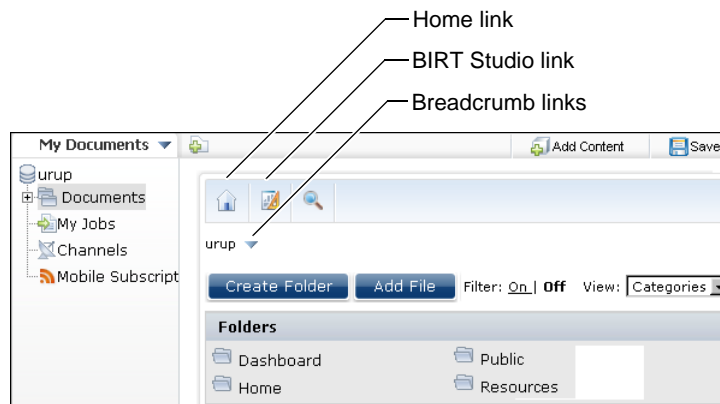 Home link
BIRT Studio link
Breadcrumb links
My Documents
Add Content
Save
urup
Documents
My Jobs
Channels
Mobile Subscript
urup
Create Folder
Add File
Filter: On | Off
View: Categories
Folders
Dashboard
Public
Home
Resources